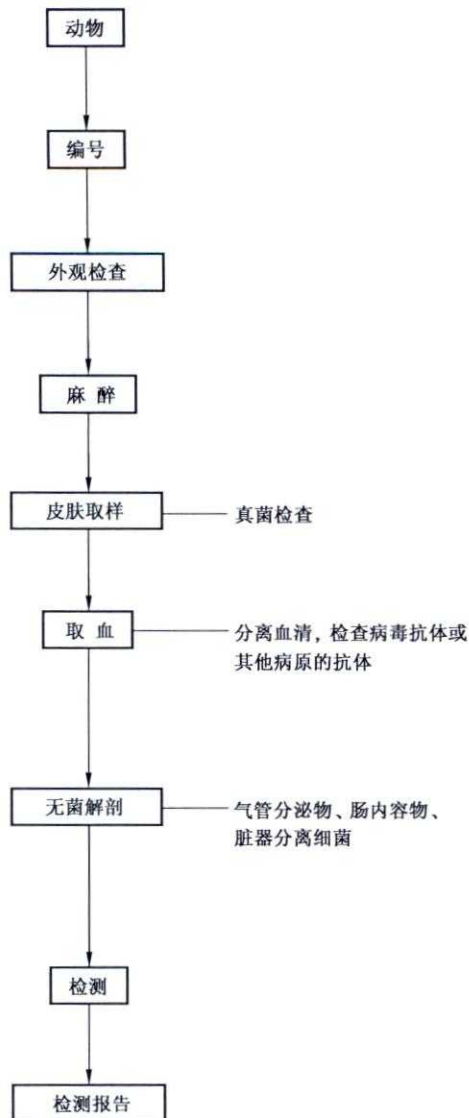 动物
编号
外观检查
麻 醉
皮肤取样
真菌检查
取 血
分离血清，检查病毒抗体或
其他病原的抗体
无菌解剖
气管分泌物、肠内容物、
脏器分离细菌
检测
检测报告